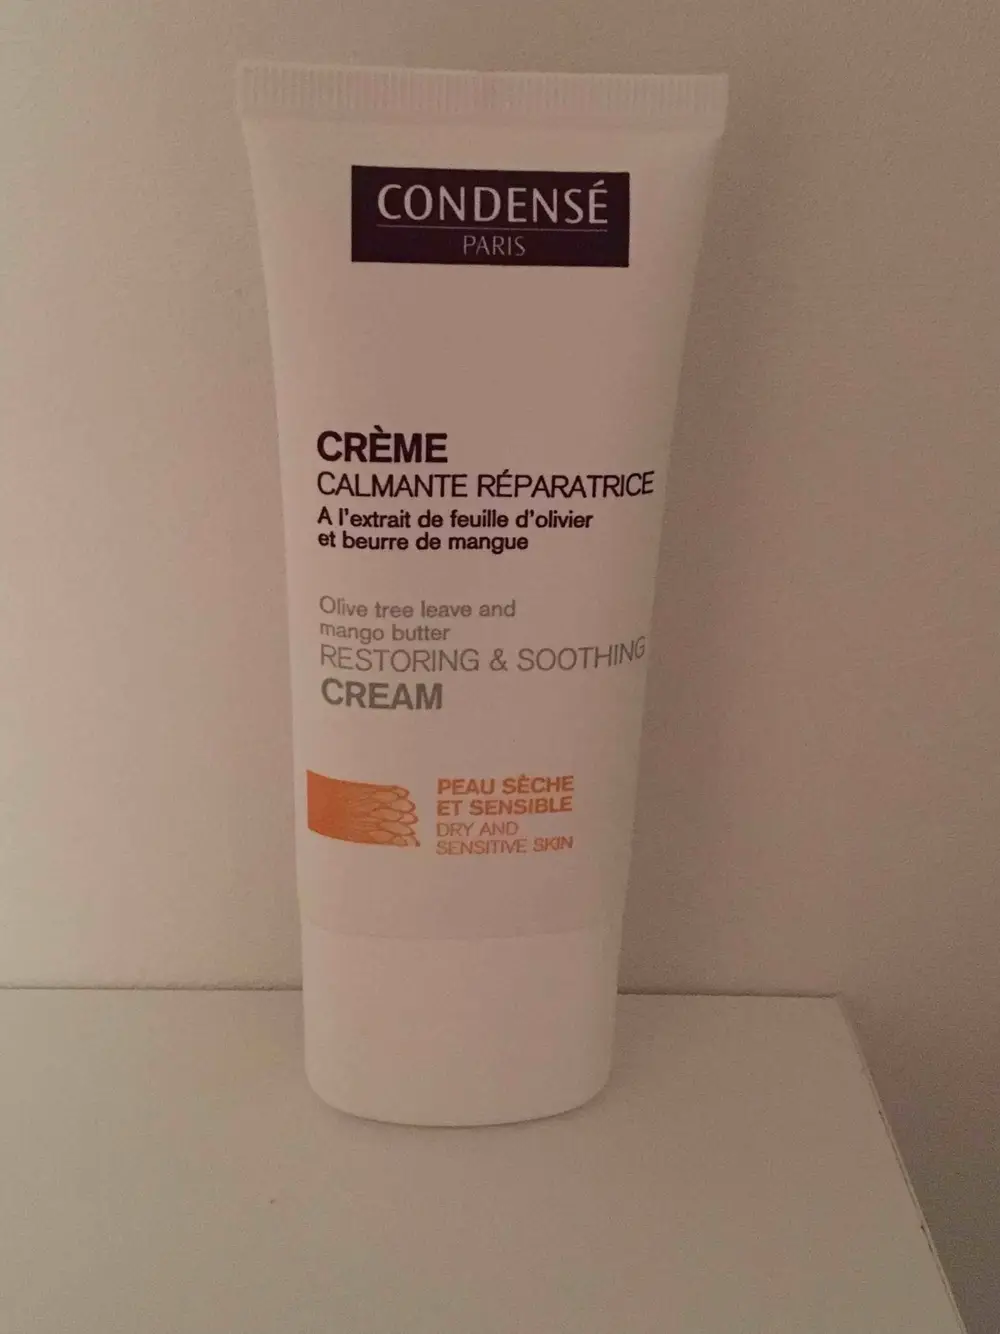 CONDENSÉ
PARIS
CRÈME
CALMANTE RÉPARATRICE
A l'extrait de feuille d'olivier
et beurre de mangue
Olive tree leave and
mango butter
RESTORING & SOOTHING
CREAM
PEAU SÈCHE
ET SENSIBLE
DRY AND
SENSITIVE SKIN